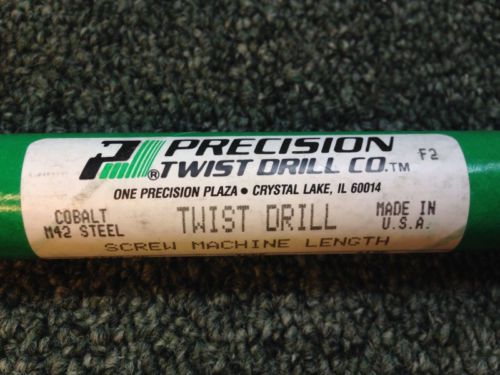 PRECISION
® TWIST DRILL CO.™ F2
ONE PRECISION PLAZA • CRYSTAL LAKE, IL 60014
COBALT
M42 STEEL
TWIST DRILL
MADE IN
U.S.A.
SCREW MACHINE LENGTH